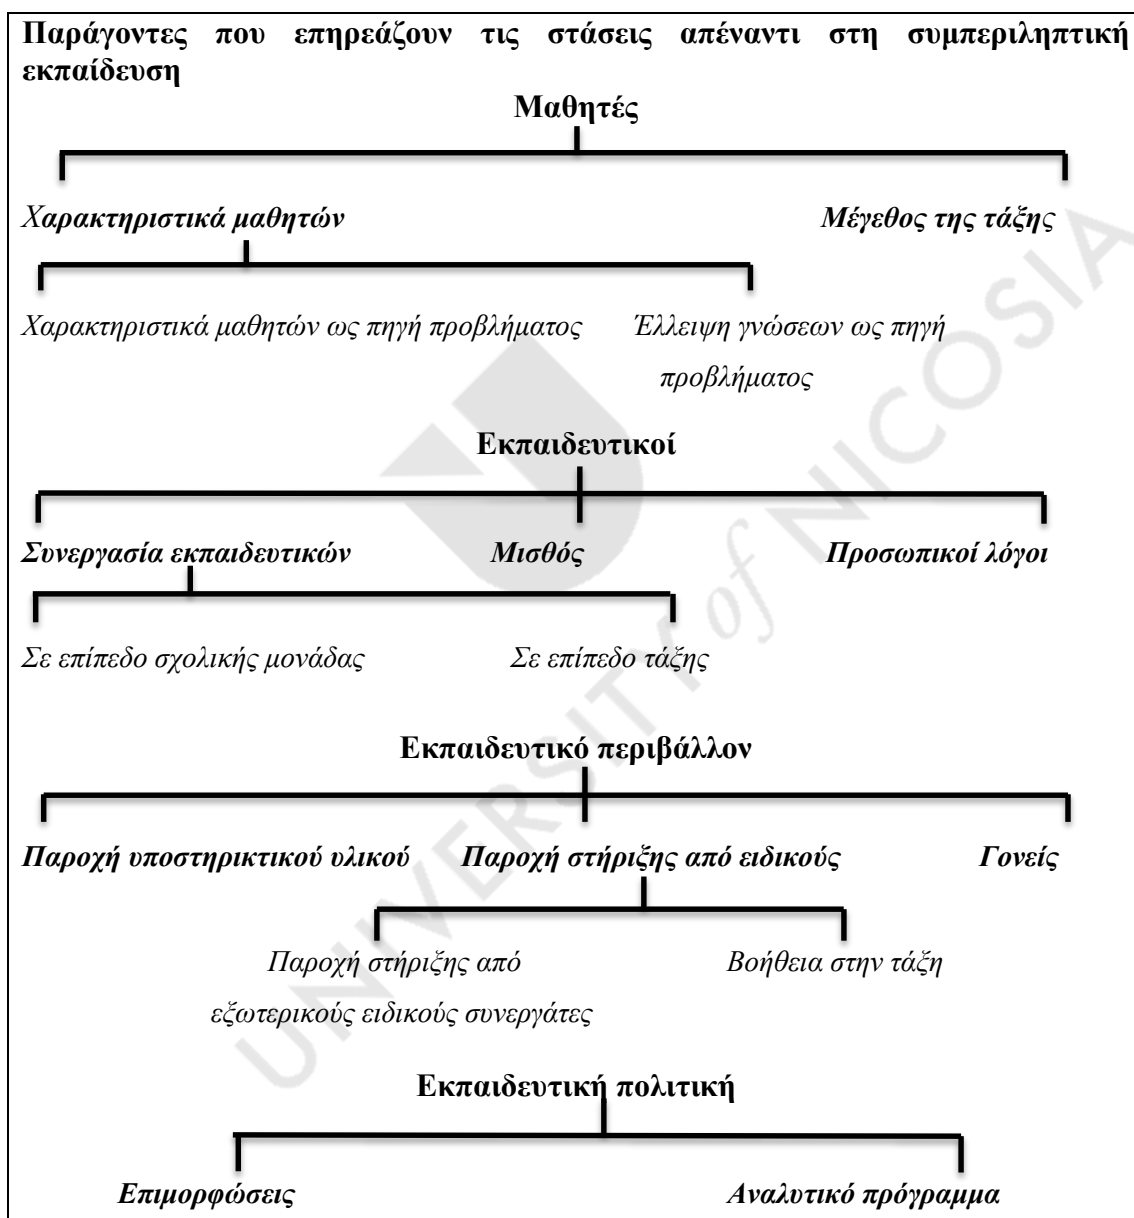 Παράγοντες που επηρεάζουν τις στάσεις απέναντι στη συμπεριληπτική
εκπαίδευση
Μαθητές
Χαρακτηριστικά μαθητών Μέγεθος της τάξης
Χαρακτηριστικά μαθητών ως πηγή προβλήματος Έλλειψη γνώσεων ως πηγή
προβλήματος
Εκπαιδευτικοί
Συνεργασία εκπαιδευτικών Μισθός Προσωπικοί λόγοι
Σε επίπεδο σχολικής μονάδας Σε επίπεδο τάξης
Εκπαιδευτικό περιβάλλον
Παροχή υποστηρικτικού υλικού Παροχή στήριξης από ειδικούς Γονείς
Παροχή στήριξης από Βοήθεια στην τάξη
εξωτερικούς ειδικούς συνεργάτες
Εκπαιδευτική πολιτική
Επιμορφώσεις Αναλυτικό πρόγραμμα
UNIVERSITY of NICOSIA